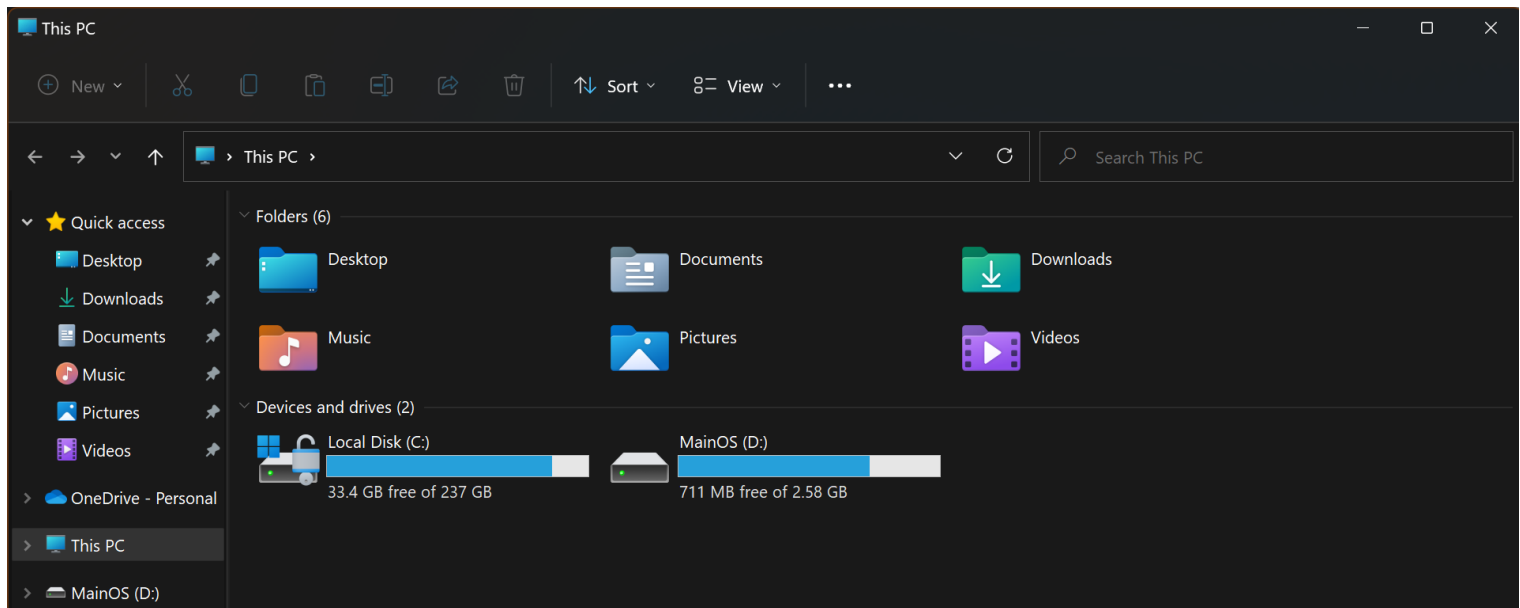 This PC
New
Sort
View
This PC
Search This PC
Quick access
Desktop
Downloads
Documents
Music
Pictures
Videos
OneDrive - Personal
This PC
MainOS (D:)
Folders (6)
Desktop
Documents
Downloads
Music
Pictures
Videos
Devices and drives (2)
Local Disk (C:)
33.4 GB free of 237 GB
MainOS (D:)
711 MB free of 2.58 GB